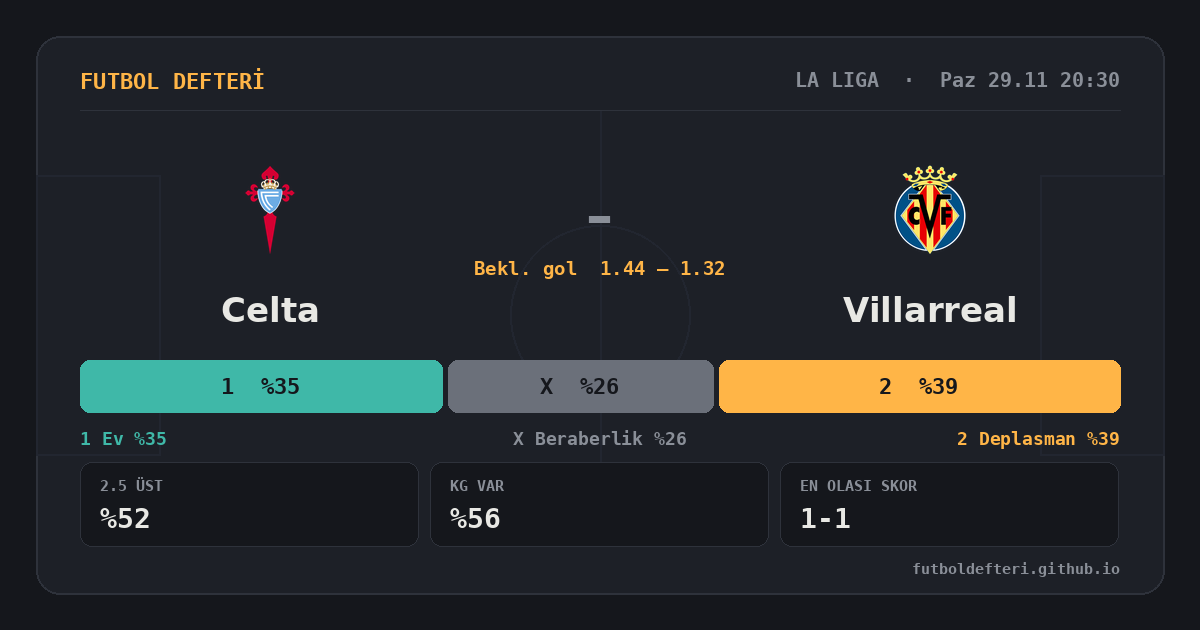 FUTBOL DEFTERİ
LA LIGA · Paz 29.11 20:30
–
Bekl. gol 1.44 – 1.32
Celta
Villarreal
1 %35
X %26
2 %39
1 Ev %35
X Beraberlik %26
2 Deplasman %39
2.5 ÜST
%52
KG VAR
%56
EN OLASI SKOR
1-1
futboldefteri.github.io